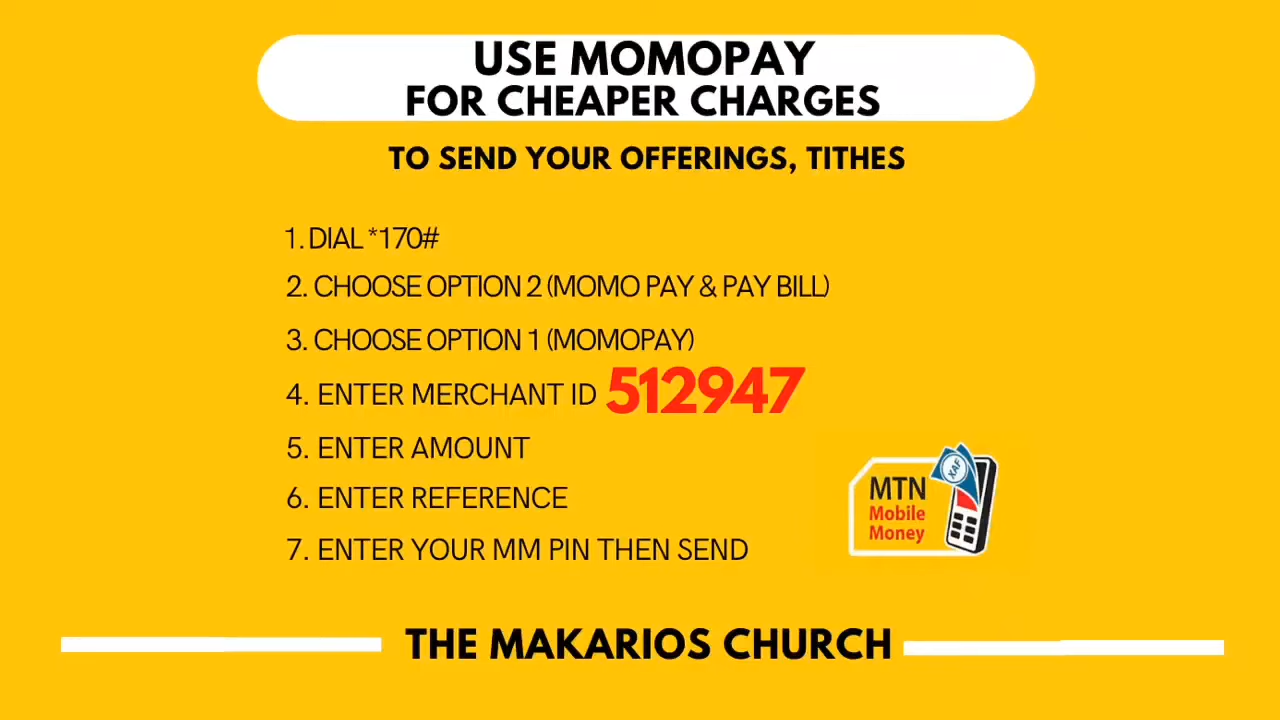 USE MOMOPAY
FOR CHEAPER CHARGES
TO SEND YOUR OFFERINGS, TITHES
1. DIAL *170#
2. CHOOSE OPTION 2 (MOMO PAY & PAY BILL)
3. CHOOSE OPTION 1 (MOMOPAY)
4. ENTER MERCHANT ID 512947
5. ENTER AMOUNT
6. ENTER REFERENCE
7. ENTER YOUR MM PIN THEN SEND
XAF
MTN
Mobile
Money
THE MAKARIOS CHURCH